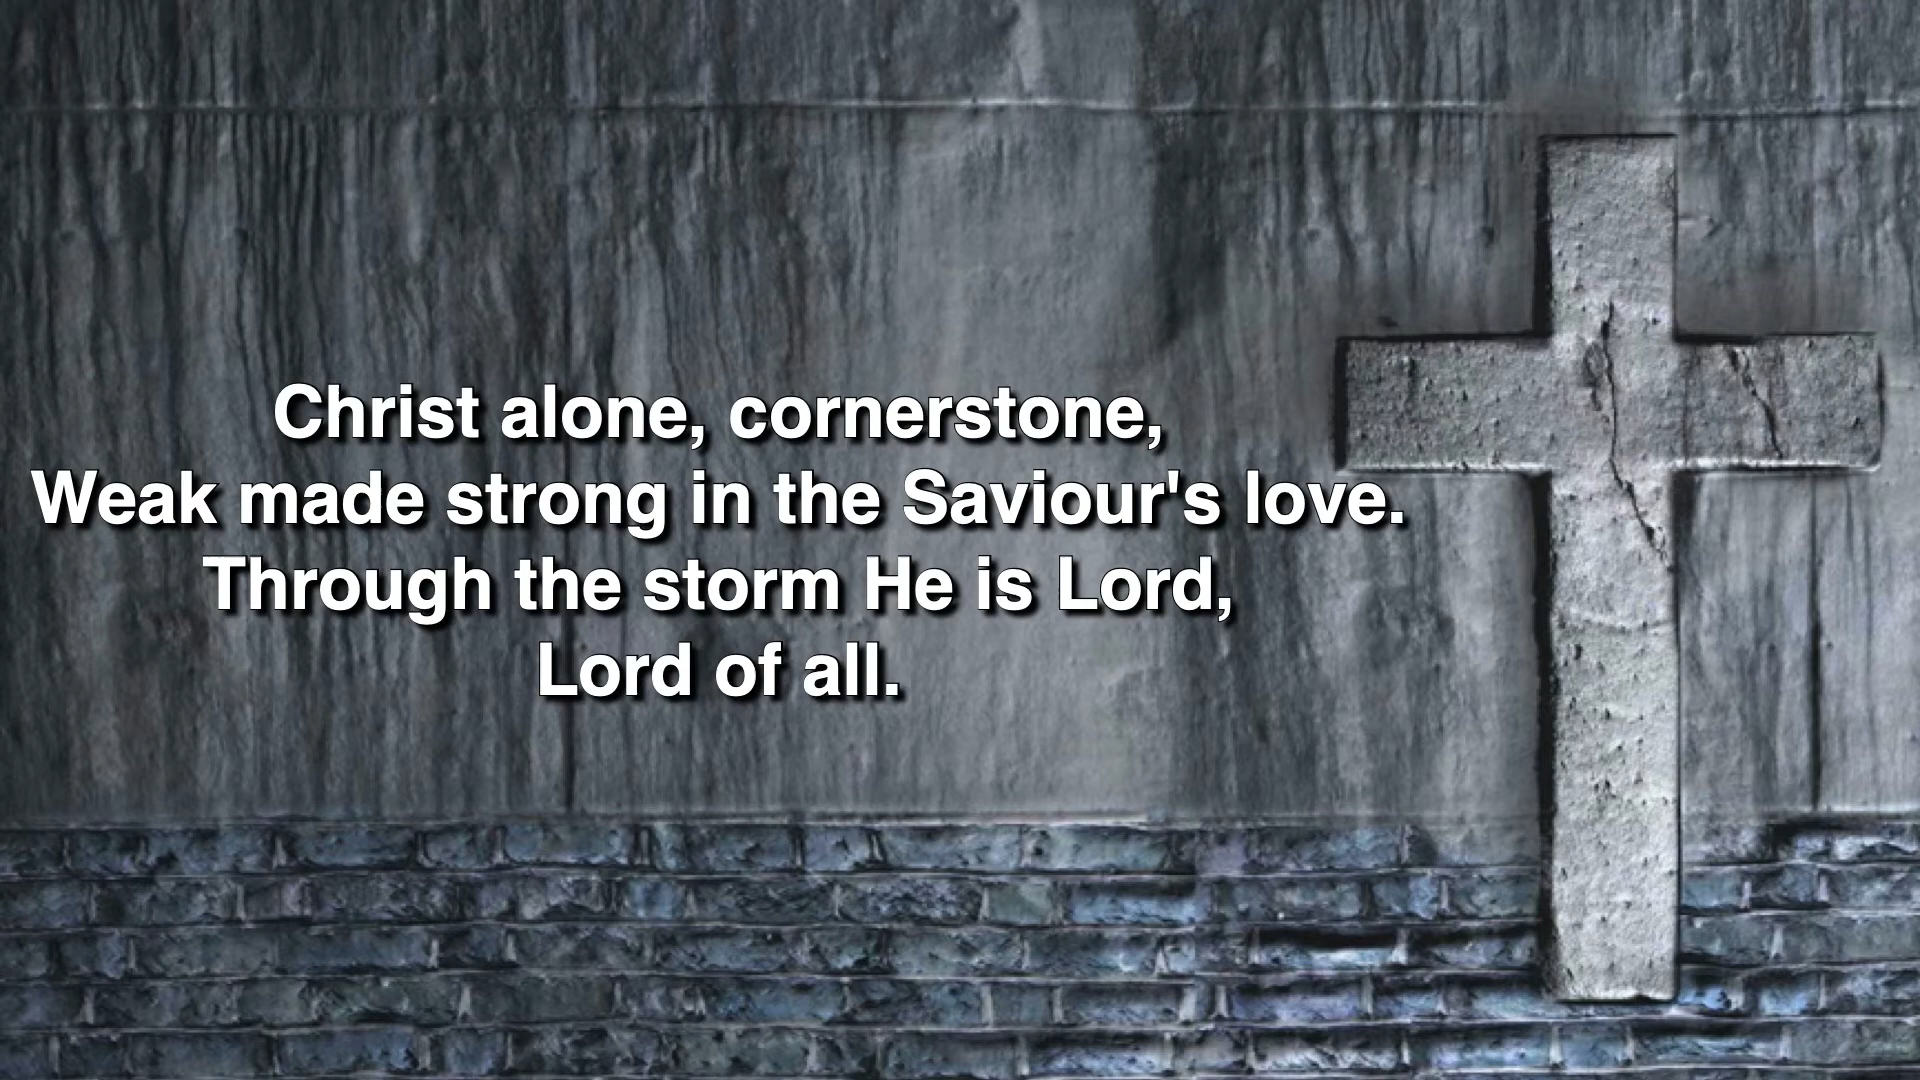 Christ alone, cornerstone,
Weak made strong in the Saviour's love.
Through the storm He is Lord,
Lord of all.